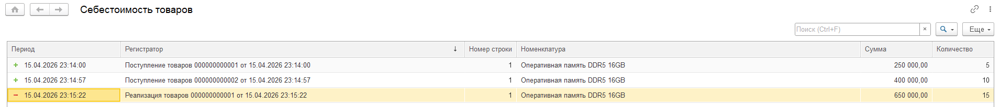 Себестоимость товаров
Поиск (Ctrl+F) × Еще
Период Регистратор ↓ Номер строки Номенклатура Сумма Количество
15.04.2026 23:14:00 Поступление товаров 000000000001 от 15.04.2026 23:14:00 1 Оперативная память DDR5 16GB 250 000,00 5
15.04.2026 23:14:57 Поступление товаров 000000000002 от 15.04.2026 23:14:57 1 Оперативная память DDR5 16GB 400 000,00 10
15.04.2026 23:15:22 Реализация товаров 000000000001 от 15.04.2026 23:15:22 1 Оперативная память DDR5 16GB 650 000,00 15